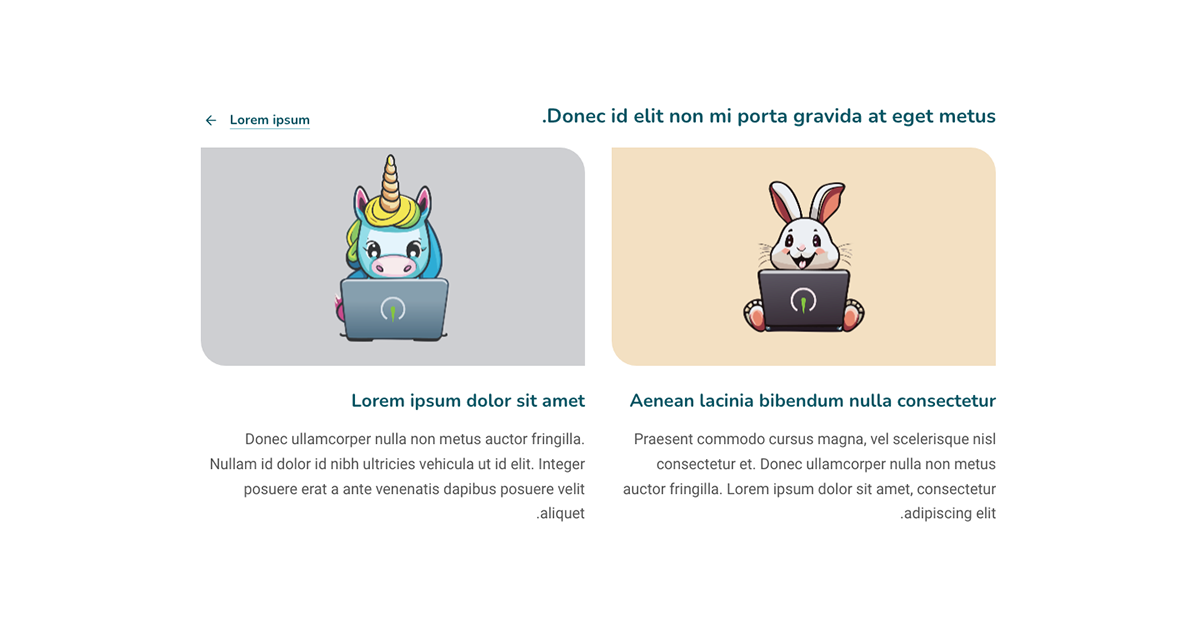 .Donec id elit non mi porta gravida at eget metus
Lorem ipsum
Aenean lacinia bibendum nulla consectetur
Praesent commodo cursus magna, vel scelerisque nisl
consectetur et. Donec ullamcorper nulla non metus
auctor fringilla. Lorem ipsum dolor sit amet, consectetur
.adipiscing elit
Lorem ipsum dolor sit amet
Donec ullamcorper nulla non metus auctor fringilla.
Nullam id dolor id nibh ultricies vehicula ut id elit. Integer
posuere erat a ante venenatis dapibus posuere velit
.aliquet